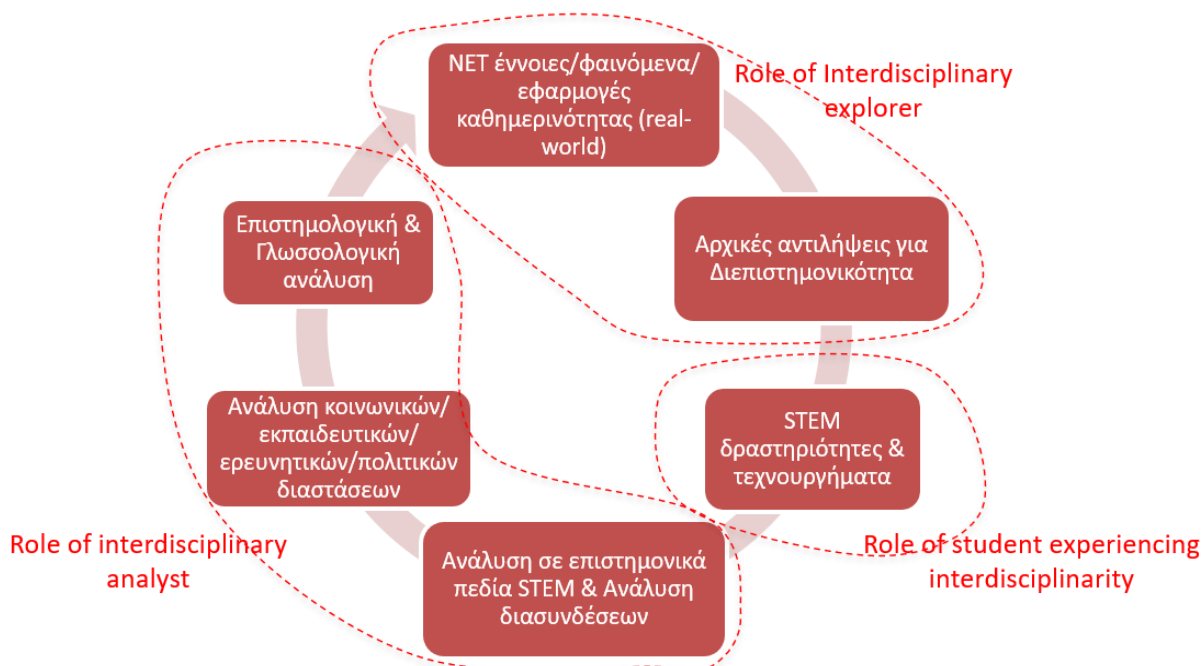 NET έννοιες/φαινόμενα/
εφαρμογές
καθημερινότητας (real-
world)
Role of Interdisciplinary
explorer
Αρχικές αντιλήψεις για
Διεπιστημονικότητα
STEM
δραστηριότητες &
τεχνουργήματα
Role of student experiencing
interdisciplinarity
Ανάλυση σε επιστημονικά
πεδία STEM & Ανάλυση
διασυνδέσεων
Role of interdisciplinary
analyst
Ανάλυση κοινωνικών/
εκπαιδευτικών/
ερευνητικών/πολιτικών
διαστάσεων
Επιστημολογική &
Γλωσσολογική
ανάλυση